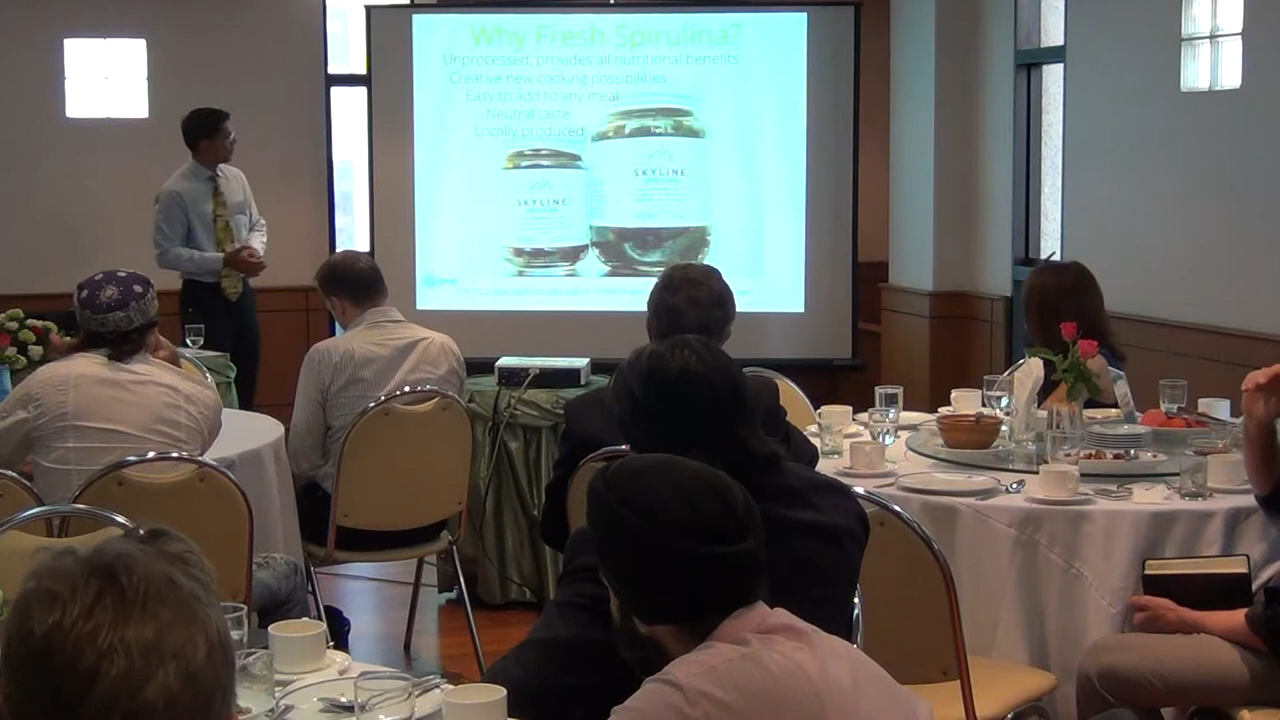 Why Fresh Spirulina?
Unprocessed, provides all nutritional benefits
Creative new cooking possibilities
Easy to add to any meal
Neutral taste
Locally produced
SKYLINE
SKYLINE